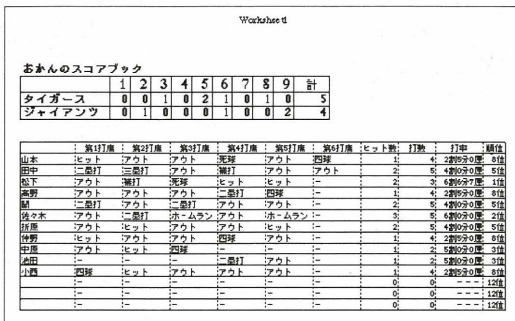 Worksheet1
おかんのスコアブック
1 2 3 4 5 6 7 8 9 計
タイガース 0 0 1 0 2 1 0 1 0 5
ジャイアンツ 1 0 0 0 1 0 0 0 2 4
第1打席 第2打席 第3打席 第4打席 第5打席 第6打席 ヒット数 打数 打率 順位
山本 ヒット アウト アウト 死球 アウト 四球 1 4 2割5分0厘 8位
田中 二塁打 三塁打 アウト アウト アウト 2 5 4割0分0厘 5位
松下 アウト 死球 ヒット ヒット - 2 3 6割6分7厘 1位
高野 アウト アウト 二塁打 四球 - 1 4 2割5分0厘 8位
関 二塁打 アウト 二塁打 アウト アウト - 2 5 4割0分0厘 5位
佐々木 アウト 二塁打 ホームラン アウト ホームラン - 3 5 6割0分0厘 2位
折原 アウト ヒット アウト アウト ヒット - 2 5 4割0分0厘 5位
仲野 ヒット アウト アウト 四球 アウト - 1 4 2割5分0厘 8位
中原 アウト ヒット 四球 - - - 1 2 5割0分0厘 3位
池田 - - - 二塁打 アウト - 1 2 5割0分0厘 3位
小西 四球 ヒット アウト アウト アウト - 1 4 2割5分0厘 8位
- - - - - - 0 0 --- 12位
- - - - - - 0 0 --- 12位
- - - - - - 0 0 --- 12位